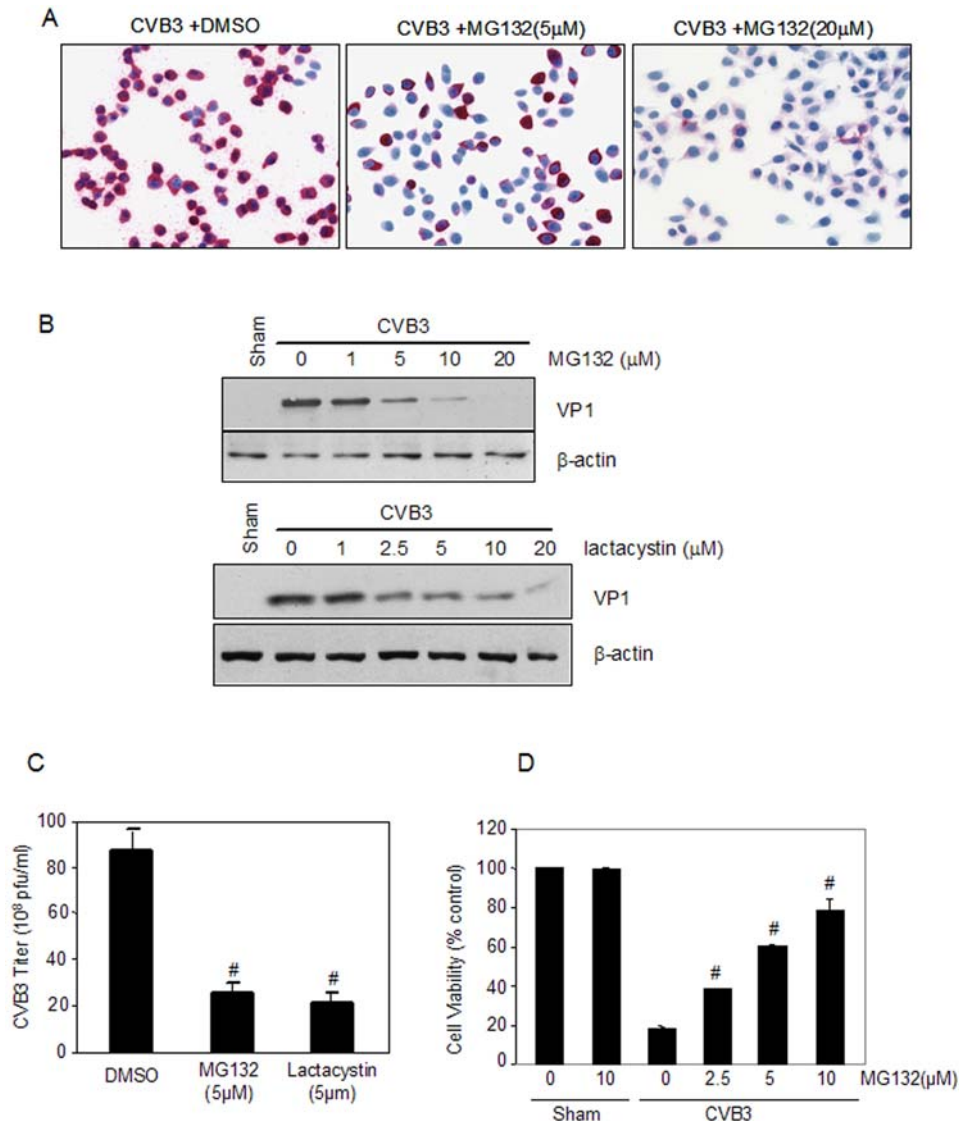 A
CVB3 +DMSO
CVB3 +MG132(5µM)
CVB3 +MG132(20µM)
B
Sham
CVB3
0 1 5 10 20 MG132 (µM)
VP1
β-actin
Sham
CVB3
0 1 2.5 5 10 20 lactacystin (µM)
VP1
β-actin
C
CVB3 Titer (10⁸ pfu/ml)
100
80
60
40
20
0
#
#
DMSO
MG132
(5µM)
Lactacystin
(5µm)
D
Cell Viability (% control)
120
100
80
60
40
20
0
#
#
#
0 10 0 2.5 5 10 MG132(µM)
Sham
CVB3